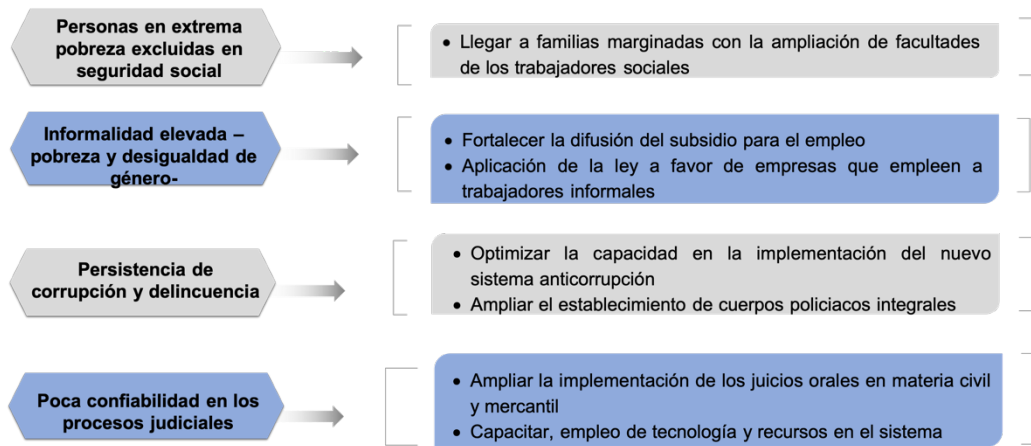 Personas en extrema
pobreza excluidas en
seguridad social
• Llegar a familias marginadas con la ampliación de facultades
de los trabajadores sociales
Informalidad elevada –
pobreza y desigualdad de
género-
• Fortalecer la difusión del subsidio para el empleo
• Aplicación de la ley a favor de empresas que empleen a
trabajadores informales
Persistencia de
corrupción y delincuencia
• Optimizar la capacidad en la implementación del nuevo
sistema anticorrupción
• Ampliar el establecimiento de cuerpos policiacos integrales
Poca confiabilidad en los
procesos judiciales
• Ampliar la implementación de los juicios orales en materia civil
y mercantil
• Capacitar, empleo de tecnología y recursos en el sistema